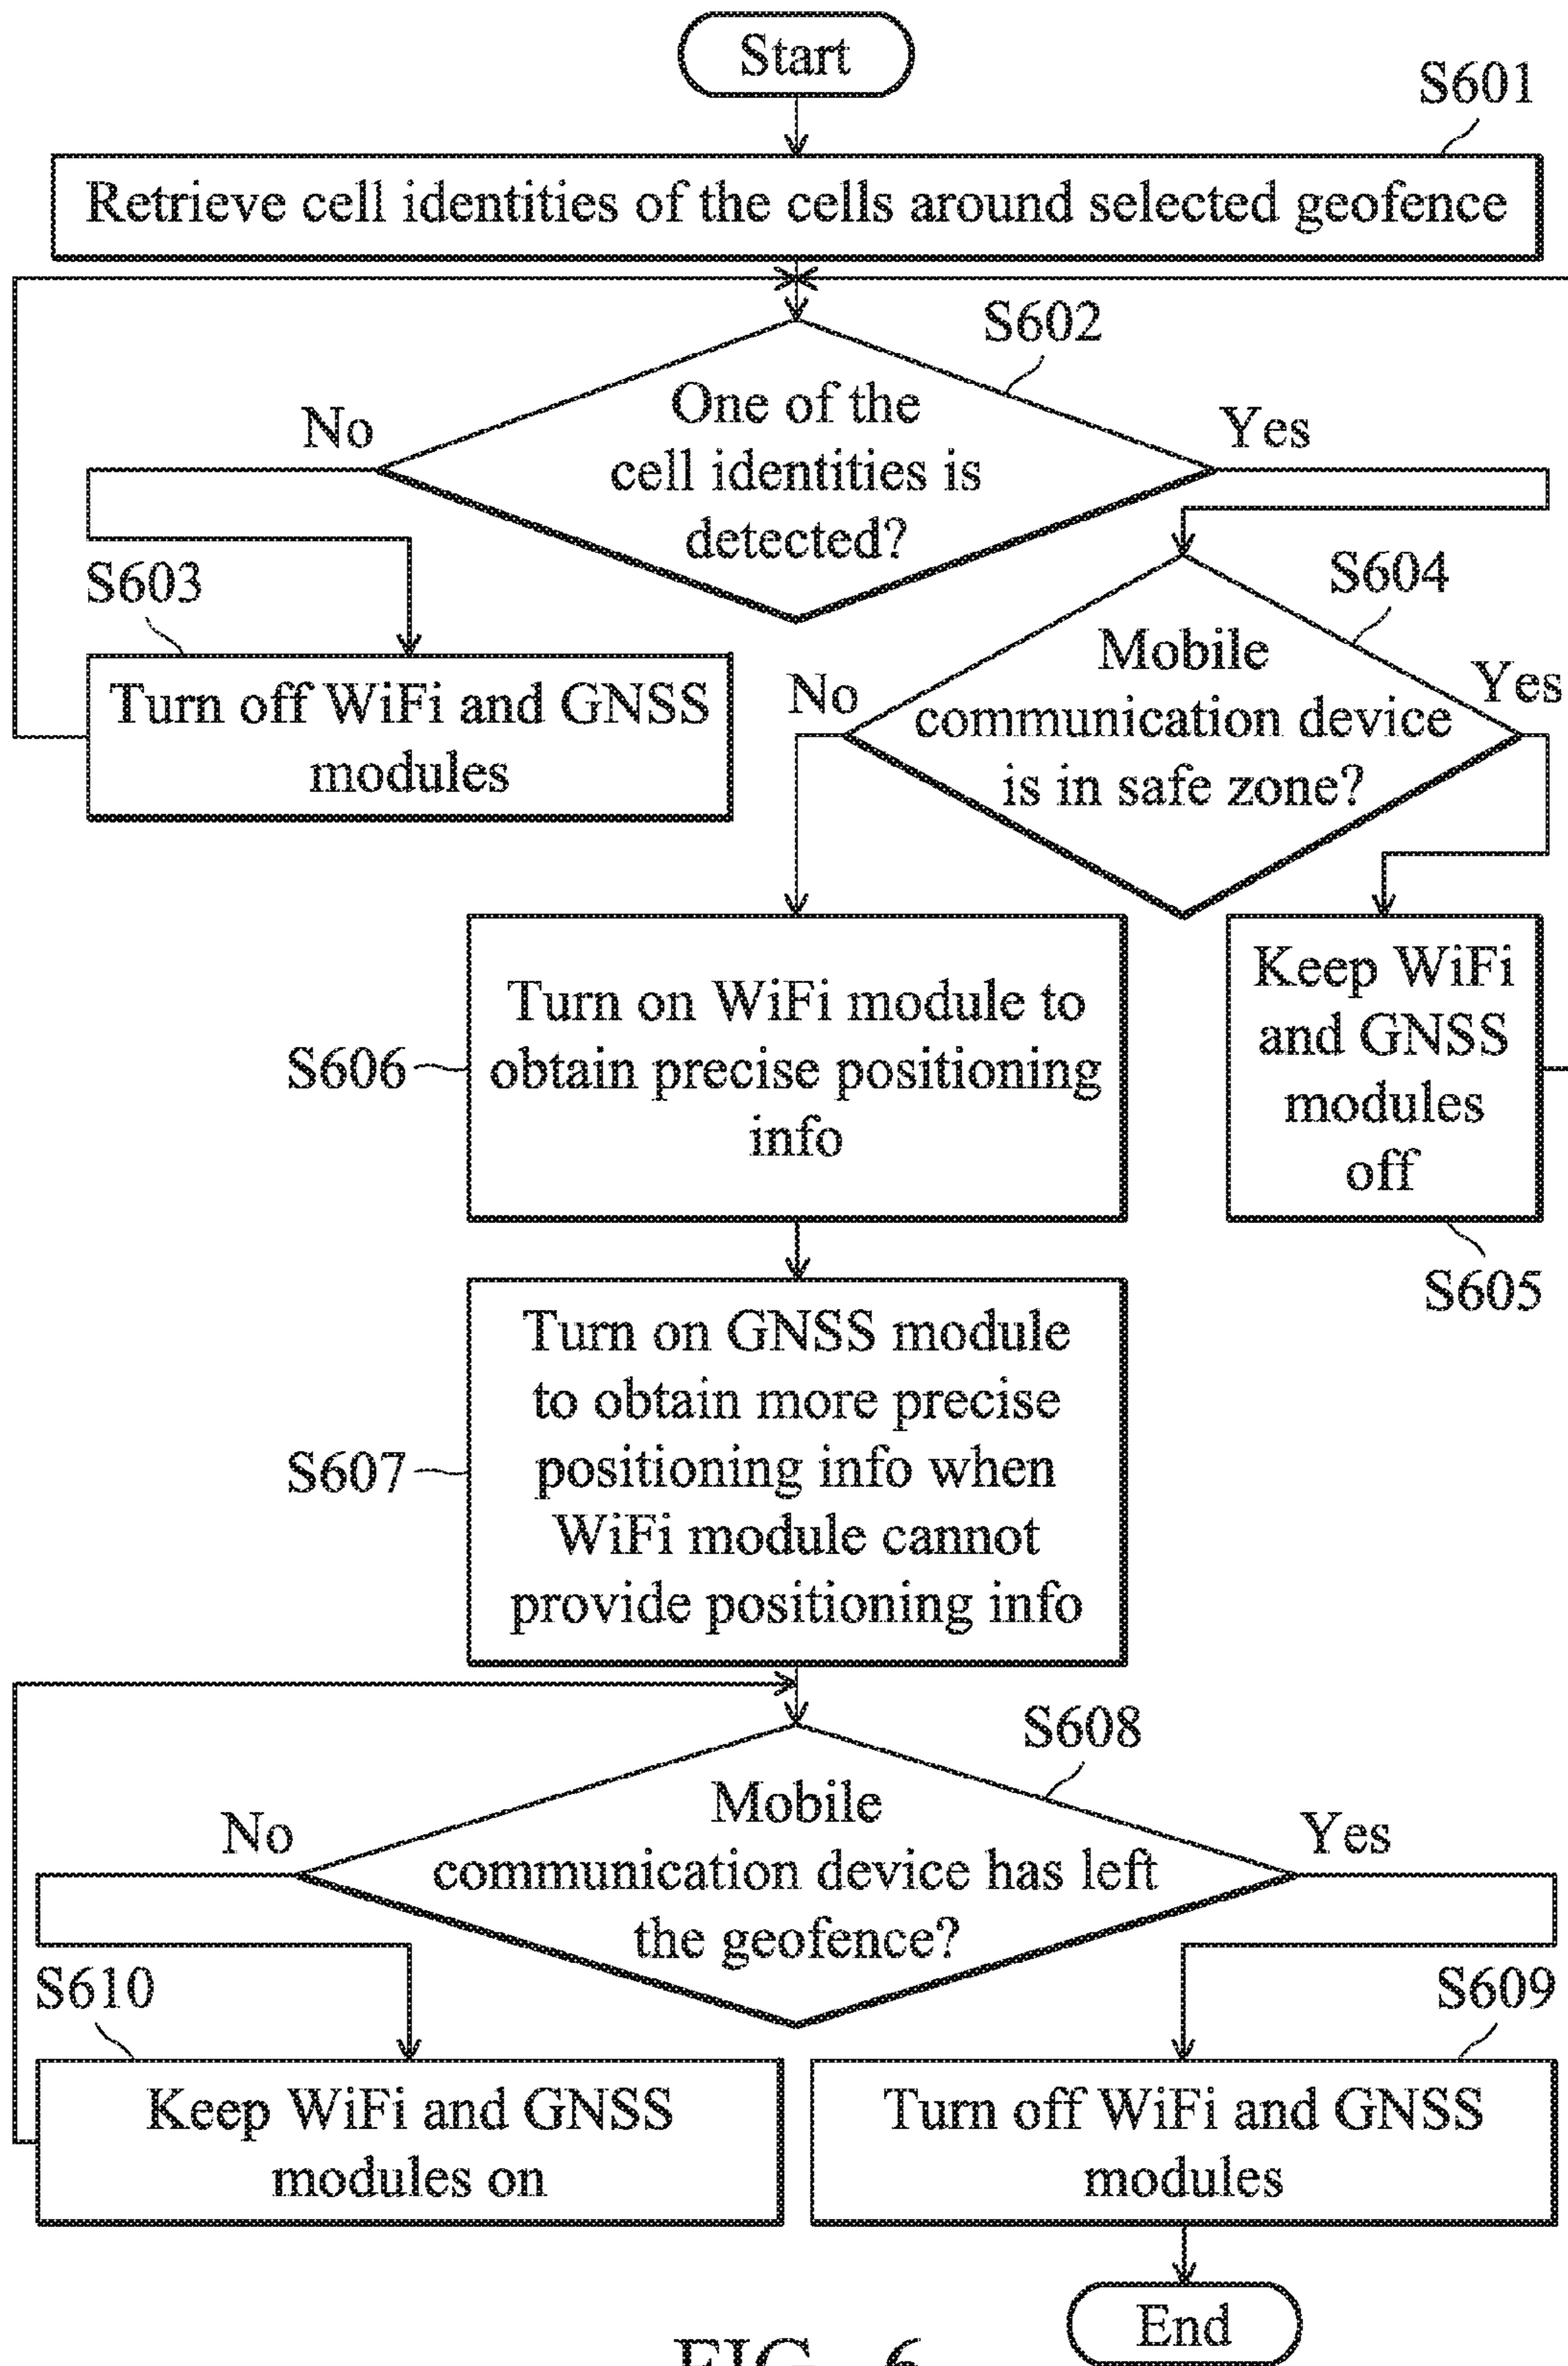 Start
S601
Retrieve cell identities of the cells around selected geofence
S602
One of the
cell identities is
detected?
No
Yes
S603
Turn off WiFi and GNSS
modules
S604
Mobile
communication device
is in safe zone?
No
Yes
Keep WiFi
and GNSS
modules
off
S605
S606
Turn on WiFi module to
obtain precise positioning
info
S607
Turn on GNSS module
to obtain more precise
positioning info when
WiFi module cannot
provide positioning info
S608
Mobile
communication device has left
the geofence?
No
Yes
S610
Keep WiFi and GNSS
modules on
S609
Turn off WiFi and GNSS
modules
End
FIG. 6